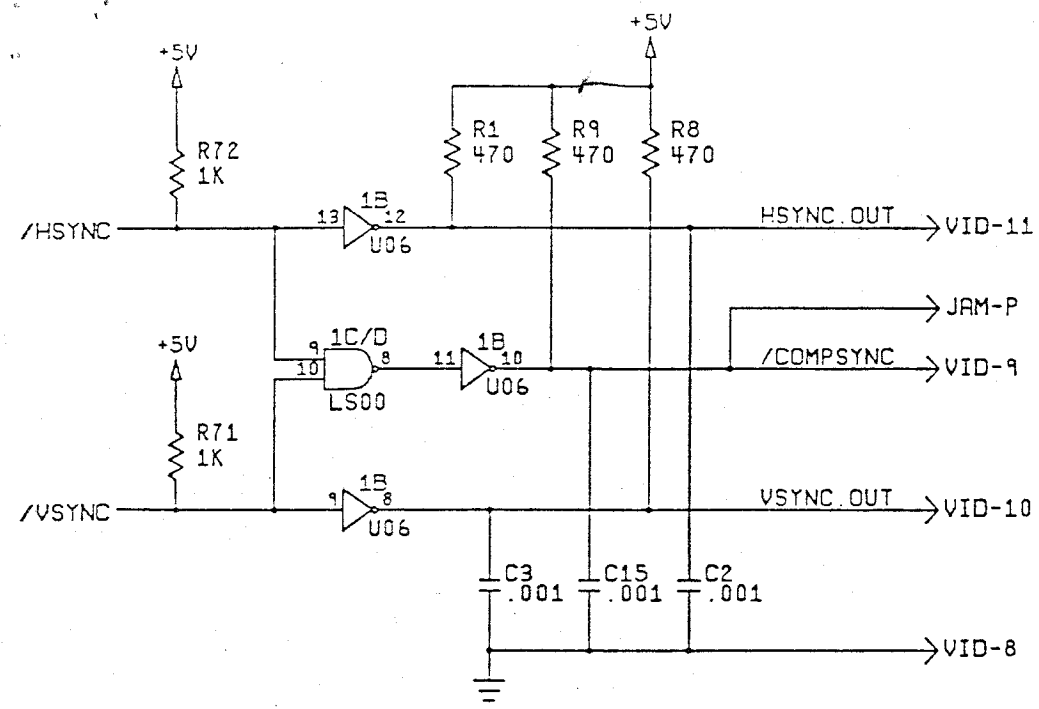 +5V
+5V
R1
470
R9
470
R8
470
R72
1K
/HSYNC
13
1B
12
U06
HSYNC.OUT
VID-11
JAM-P
+5V
9
10
1C/D
8
LS00
11
1B
10
U06
/COMPSYNC
VID-9
R71
1K
/VSYNC
9
1B
8
U06
VSYNC.OUT
VID-10
C3
.001
C15
.001
C2
.001
VID-8